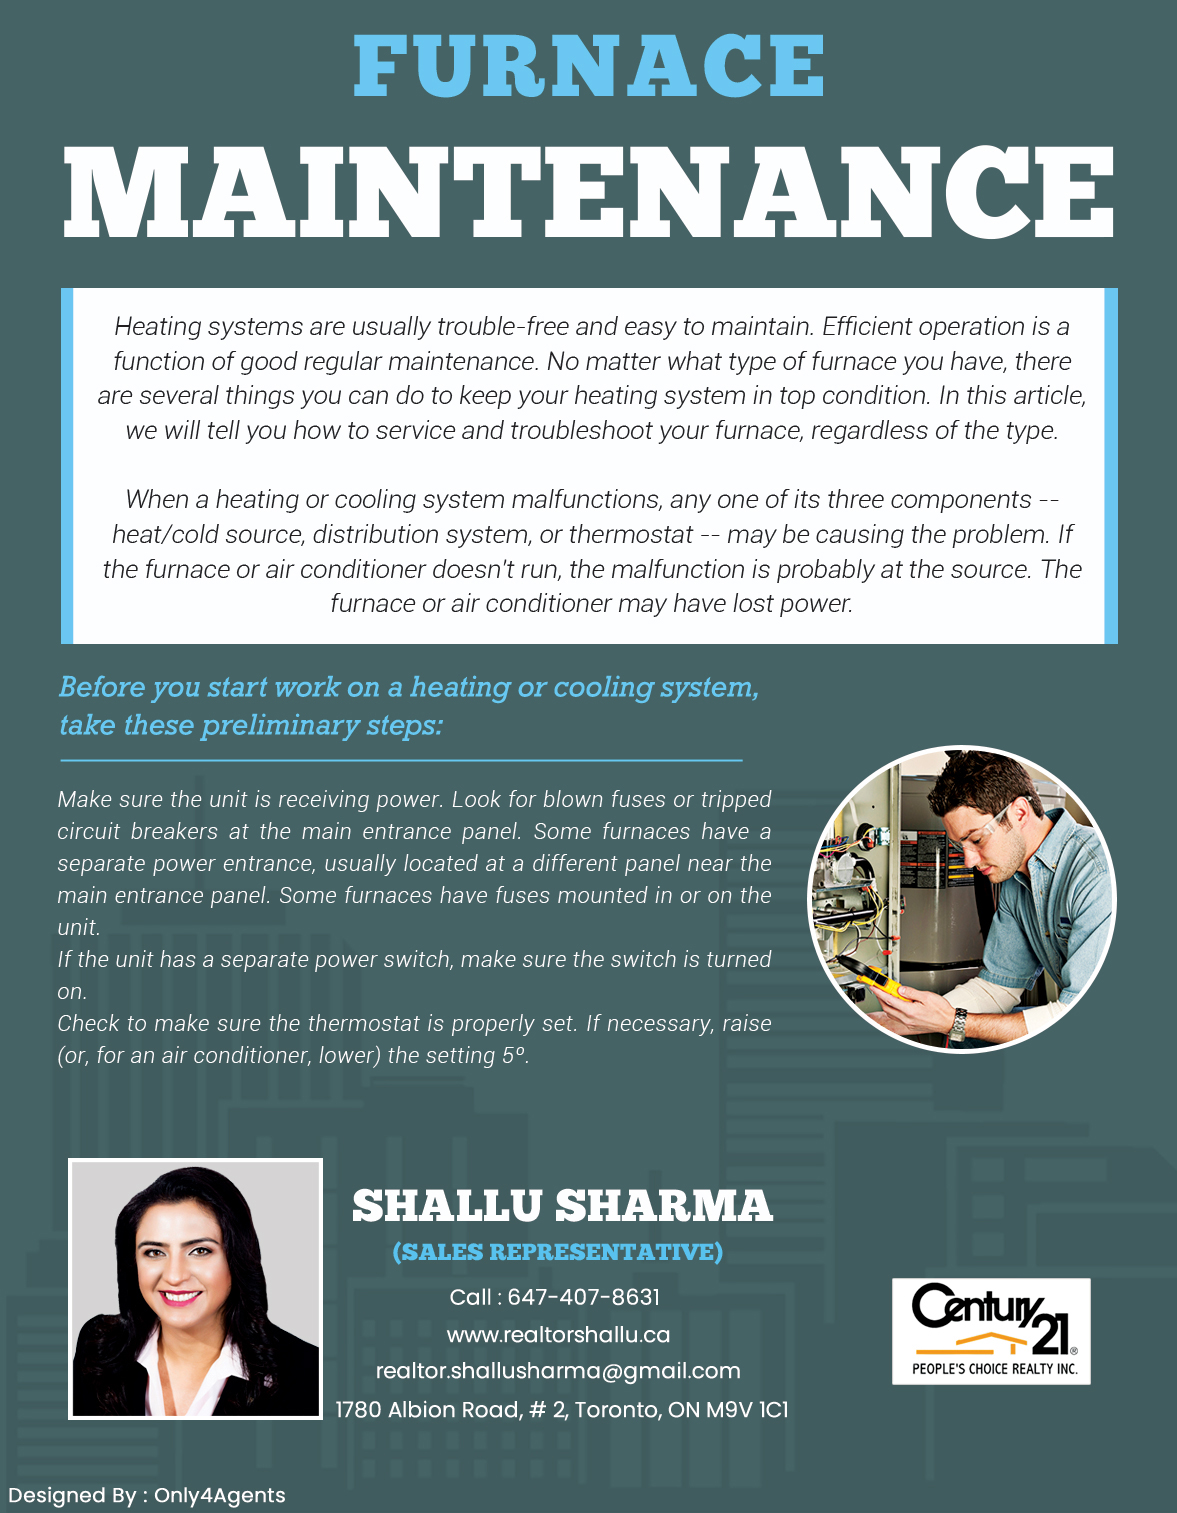 FURNACE
MAINTENANCE
Heating systems are usually trouble-free and easy to maintain. Efficient operation is a
function of good regular maintenance. No matter what type of furnace you have, there
are several things you can do to keep your heating system in top condition. In this article,
we will tell you how to service and troubleshoot your furnace, regardless of the type.
When a heating or cooling system malfunctions, any one of its three components --
heat/cold source, distribution system, or thermostat -- may be causing the problem. If
the furnace or air conditioner doesn't run, the malfunction is probably at the source. The
furnace or air conditioner may have lost power.
Before you start work on a heating or cooling system,
take these preliminary steps:
Make sure the unit is receiving power. Look for blown fuses or tripped
circuit breakers at the main entrance panel. Some furnaces have a
separate power entrance, usually located at a different panel near the
main entrance panel. Some furnaces have fuses mounted in or on the
unit.
If the unit has a separate power switch, make sure the switch is turned
on.
Check to make sure the thermostat is properly set. If necessary, raise
(or, for an air conditioner, lower) the setting 5º.
SHALLU SHARMA
(SALES REPRESENTATIVE)
Call : 647-407-8631
www.realtorshallu.ca
realtor.shallusharma@gmail.com
1780 Albion Road, # 2, Toronto, ON M9V 1C1
Century
21®
PEOPLE'S CHOICE REALTY INC.
Designed By : Only4Agents